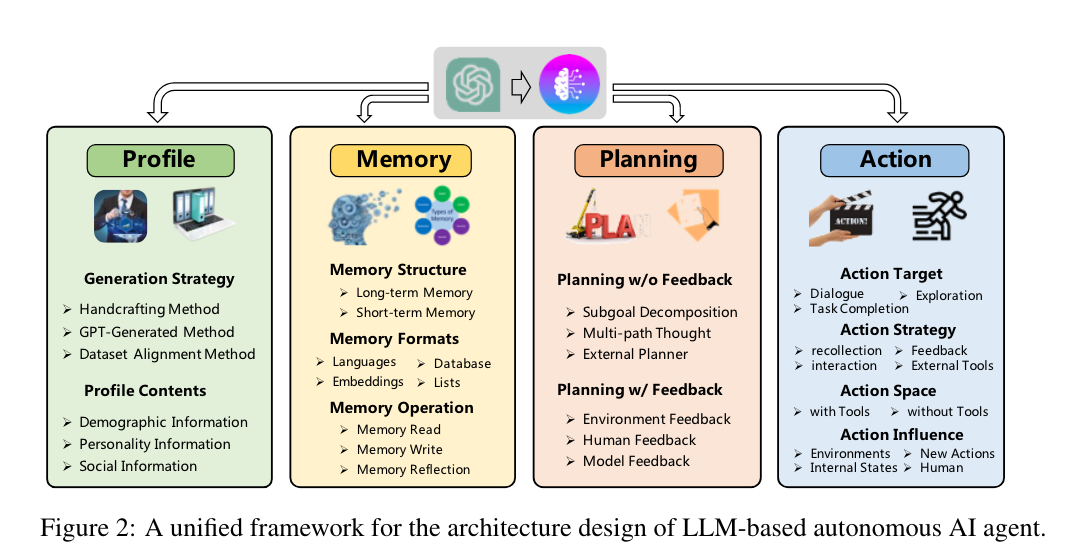 Profile
Generation Strategy
Handcrafting Method
GPT-Generated Method
Dataset Alignment Method
Profile Contents
Demographic Information
Personality Information
Social Information
Memory
Types of
Memory
Memory Structure
Long-term Memory
Short-term Memory
Memory Formats
Languages Database
Embeddings Lists
Memory Operation
Memory Read
Memory Write
Memory Reflection
Planning
PLAN
Planning w/o Feedback
Subgoal Decomposition
Multi-path Thought
External Planner
Planning w/ Feedback
Environment Feedback
Human Feedback
Model Feedback
Action
ACTION!
Action Target
Dialogue Exploration
Task Completion
Action Strategy
recollection Feedback
interaction External Tools
Action Space
with Tools without Tools
Action Influence
Environments New Actions
Internal States Human
Figure 2: A unified framework for the architecture design of LLM-based autonomous AI agent.